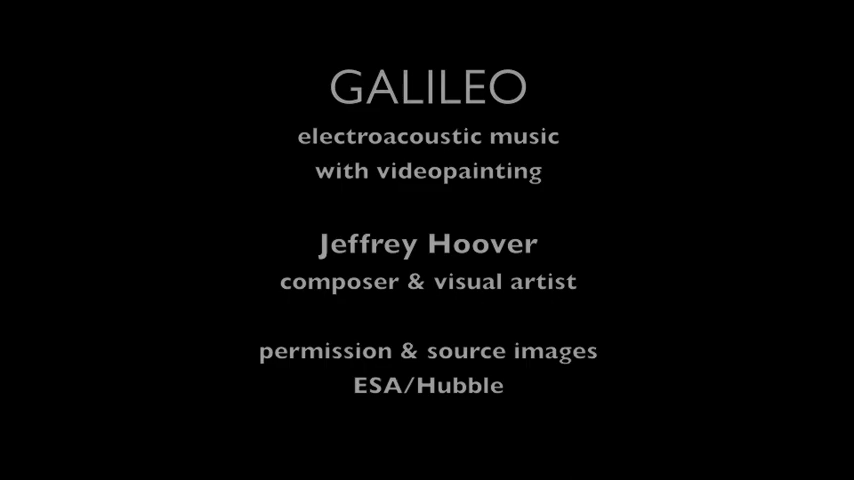 GALILEO
electroacoustic music
with videopainting
Jeffrey Hoover
composer & visual artist
permission & source images
ESA/Hubble